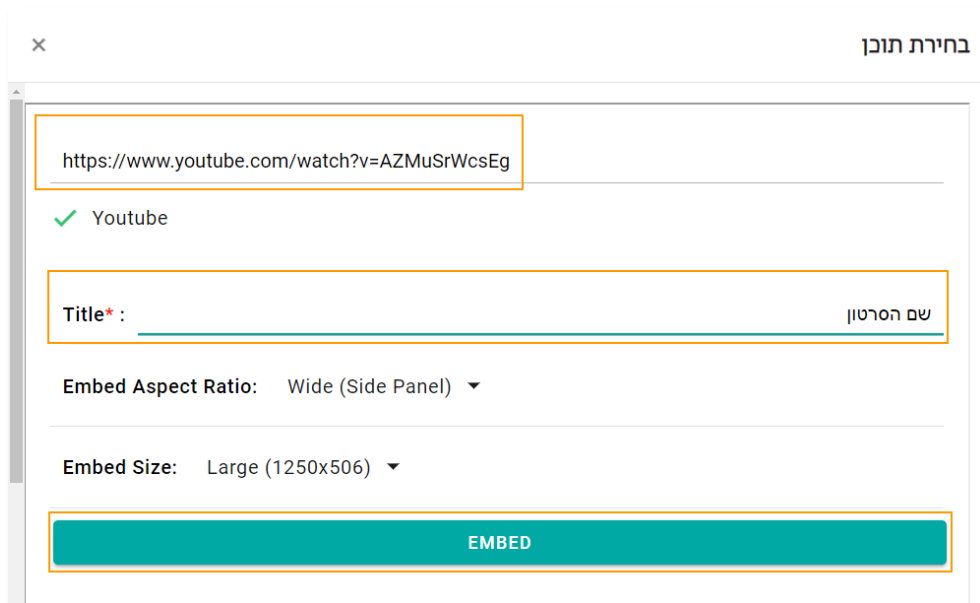 בחירת תוכן
https://www.youtube.com/watch?v=AZMuSrWcsEg
Youtube
Title* : שם הסרטון
Embed Aspect Ratio: Wide (Side Panel)
Embed Size: Large (1250x506)
EMBED